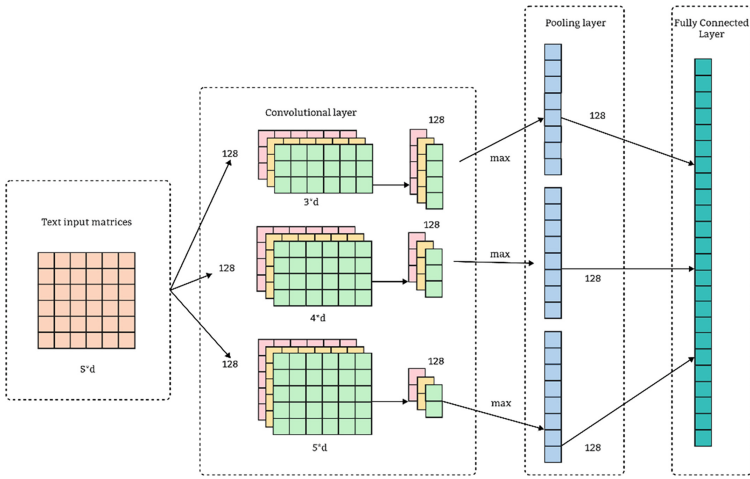 Pooling layer
Fully Connected
Layer
Convolutional layer
128
128
128
max
3*d
Text input matrices
128
128
max
4*d
128
S*d
128
128
max
5*d
128